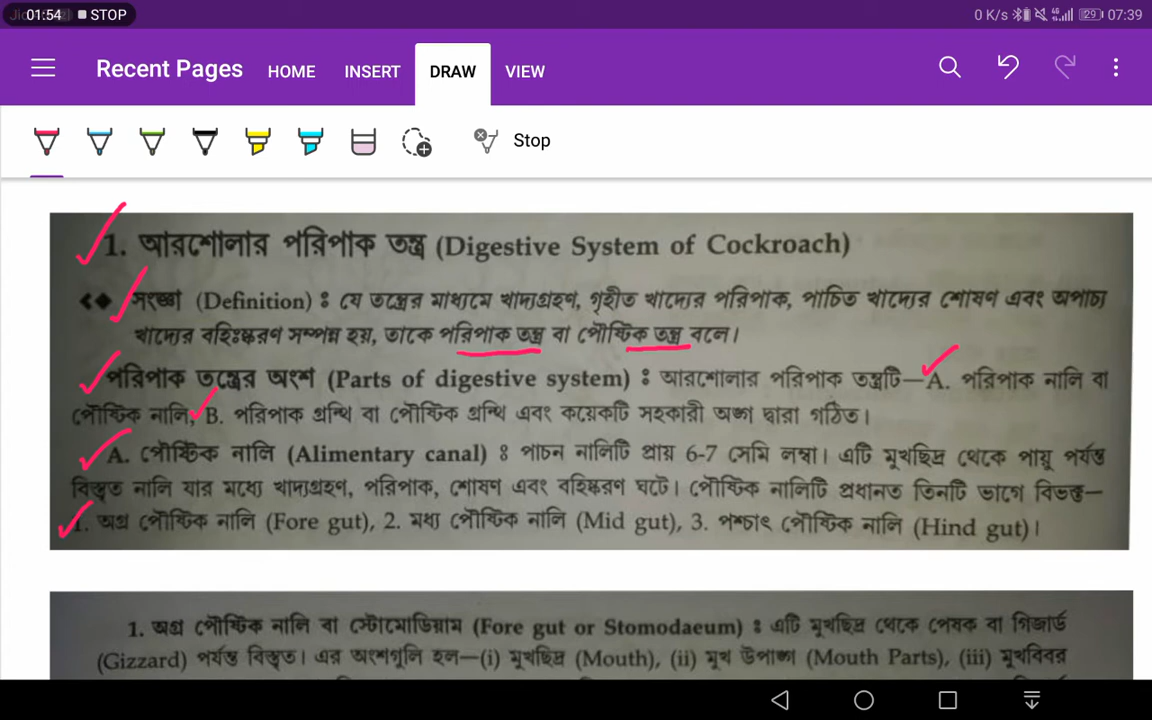 01:54 STOP
0 K/s 4G 29 07:39
Recent Pages HOME INSERT DRAW VIEW
Stop
1. আরশোলার পরিপাক তন্ত্র (Digestive System of Cockroach)
সংজ্ঞা (Definition) : যে তন্ত্রের মাধ্যমে খাদ্যগ্রহণ, গৃহীত খাদ্যের পরিপাক, পাচিত খাদ্যের শোষণ এবং অপাচ্য
খাদ্যের বহিঃষ্করণ সম্পন্ন হয়, তাকে পরিপাক তন্ত্র বা পৌষ্টিক তন্ত্র বলে।
পরিপাক তন্ত্রের অংশ (Parts of digestive system) : আরশোলার পরিপাক তন্ত্রটি—A. পরিপাক নালি বা
পৌষ্টিক নালি, B. পরিপাক গ্রন্থি বা পৌষ্টিক গ্রন্থি এবং কয়েকটি সহকারী অঙ্গ দ্বারা গঠিত।
A. পৌষ্টিক নালি (Alimentary canal) : পাচন নালিটি প্রায় 6-7 সেমি লম্বা। এটি মুখছিদ্র থেকে পায়ু পর্যন্ত
বিস্তৃত নালি যার মধ্যে খাদ্যগ্রহণ, পরিপাক, শোষণ এবং বহিষ্করণ ঘটে। পৌষ্টিক নালিটি প্রধানত তিনটি ভাগে বিভক্ত—
1. অগ্র পৌষ্টিক নালি (Fore gut), 2. মধ্য পৌষ্টিক নালি (Mid gut), 3. পশ্চাৎ পৌষ্টিক নালি (Hind gut)।
1. অগ্র পৌষ্টিক নালি বা স্টোমোডিয়াম (Fore gut or Stomodaeum) : এটি মুখছিদ্র থেকে পেষক বা গিজার্ড
(Gizzard) পর্যন্ত বিস্তৃত। এর অংশগুলি হল—(i) মুখছিদ্র (Mouth), (ii) মুখ উপাঙ্গ (Mouth Parts), (iii) মুখবিবর